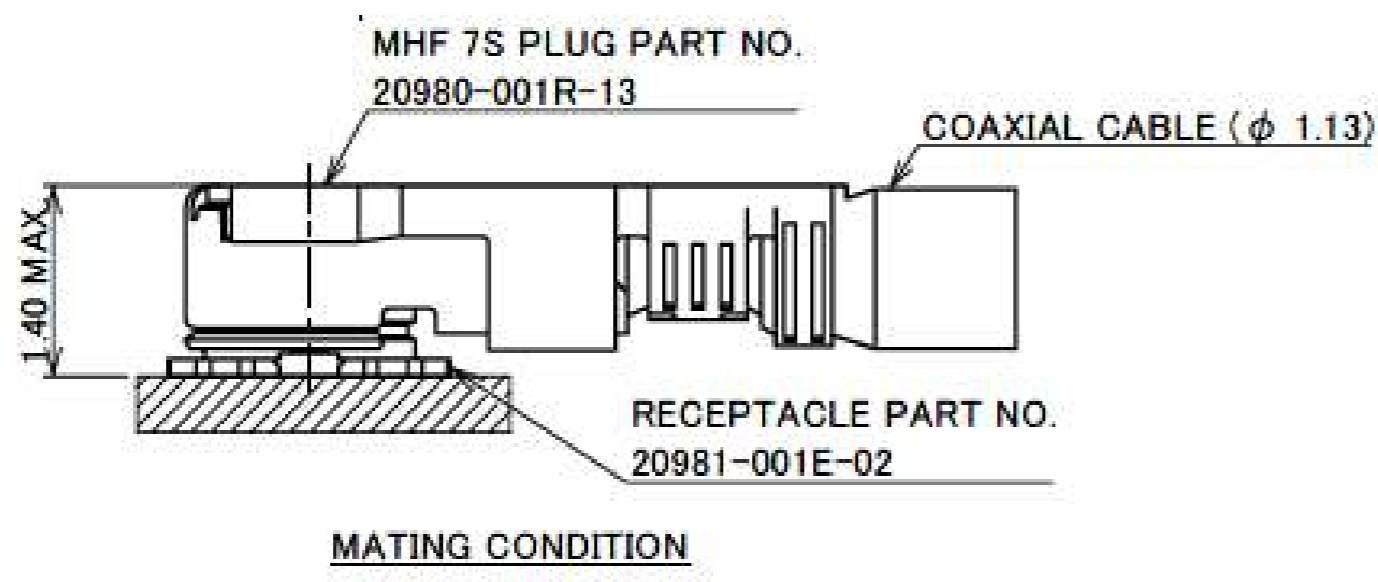 MHF 7S PLUG PART NO.
20980-001R-13
COAXIAL CABLE (ϕ 1.13)
1.40 MAX
RECEPTACLE PART NO.
20981-001E-02
MATING CONDITION